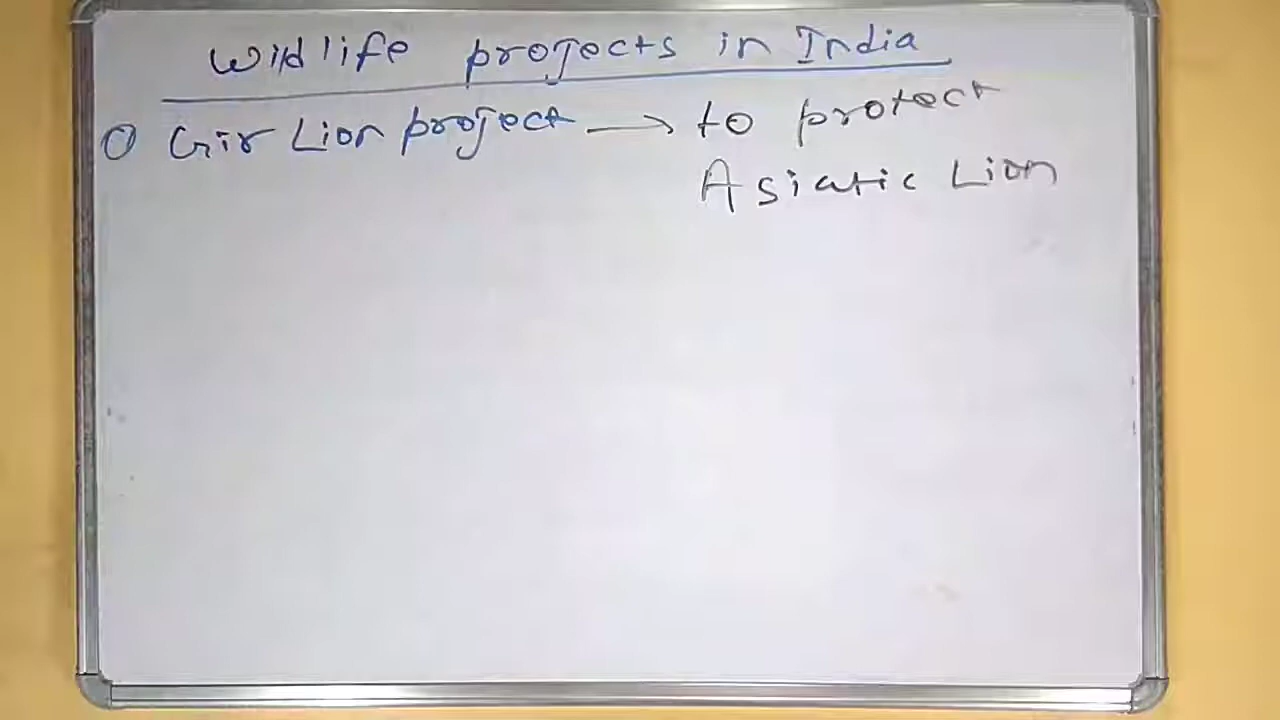 Wildlife projects in India
① Gir Lion project → to protect
Asiatic Lion